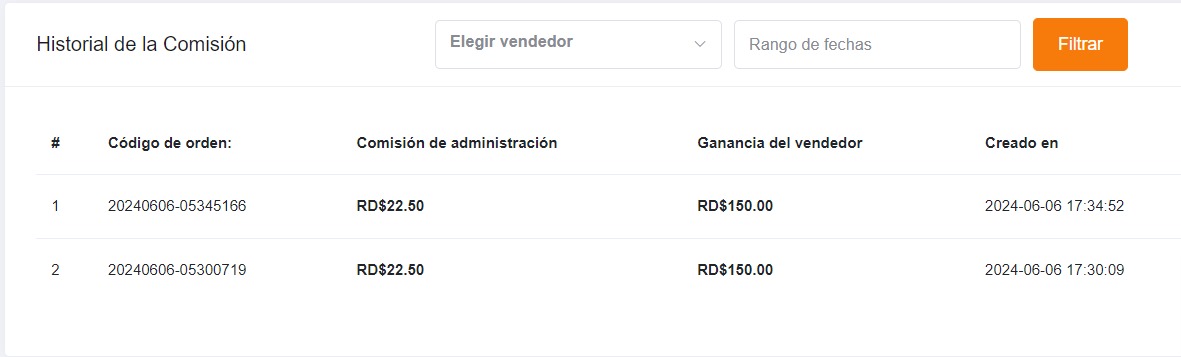 Historial de la Comisión Elegir vendedor Rango de fechas Filtrar
# Código de orden: Comisión de administración Ganancia del vendedor Creado en
1 20240606-05345166 RD$22.50 RD$150.00 2024-06-06 17:34:52
2 20240606-05300719 RD$22.50 RD$150.00 2024-06-06 17:30:09